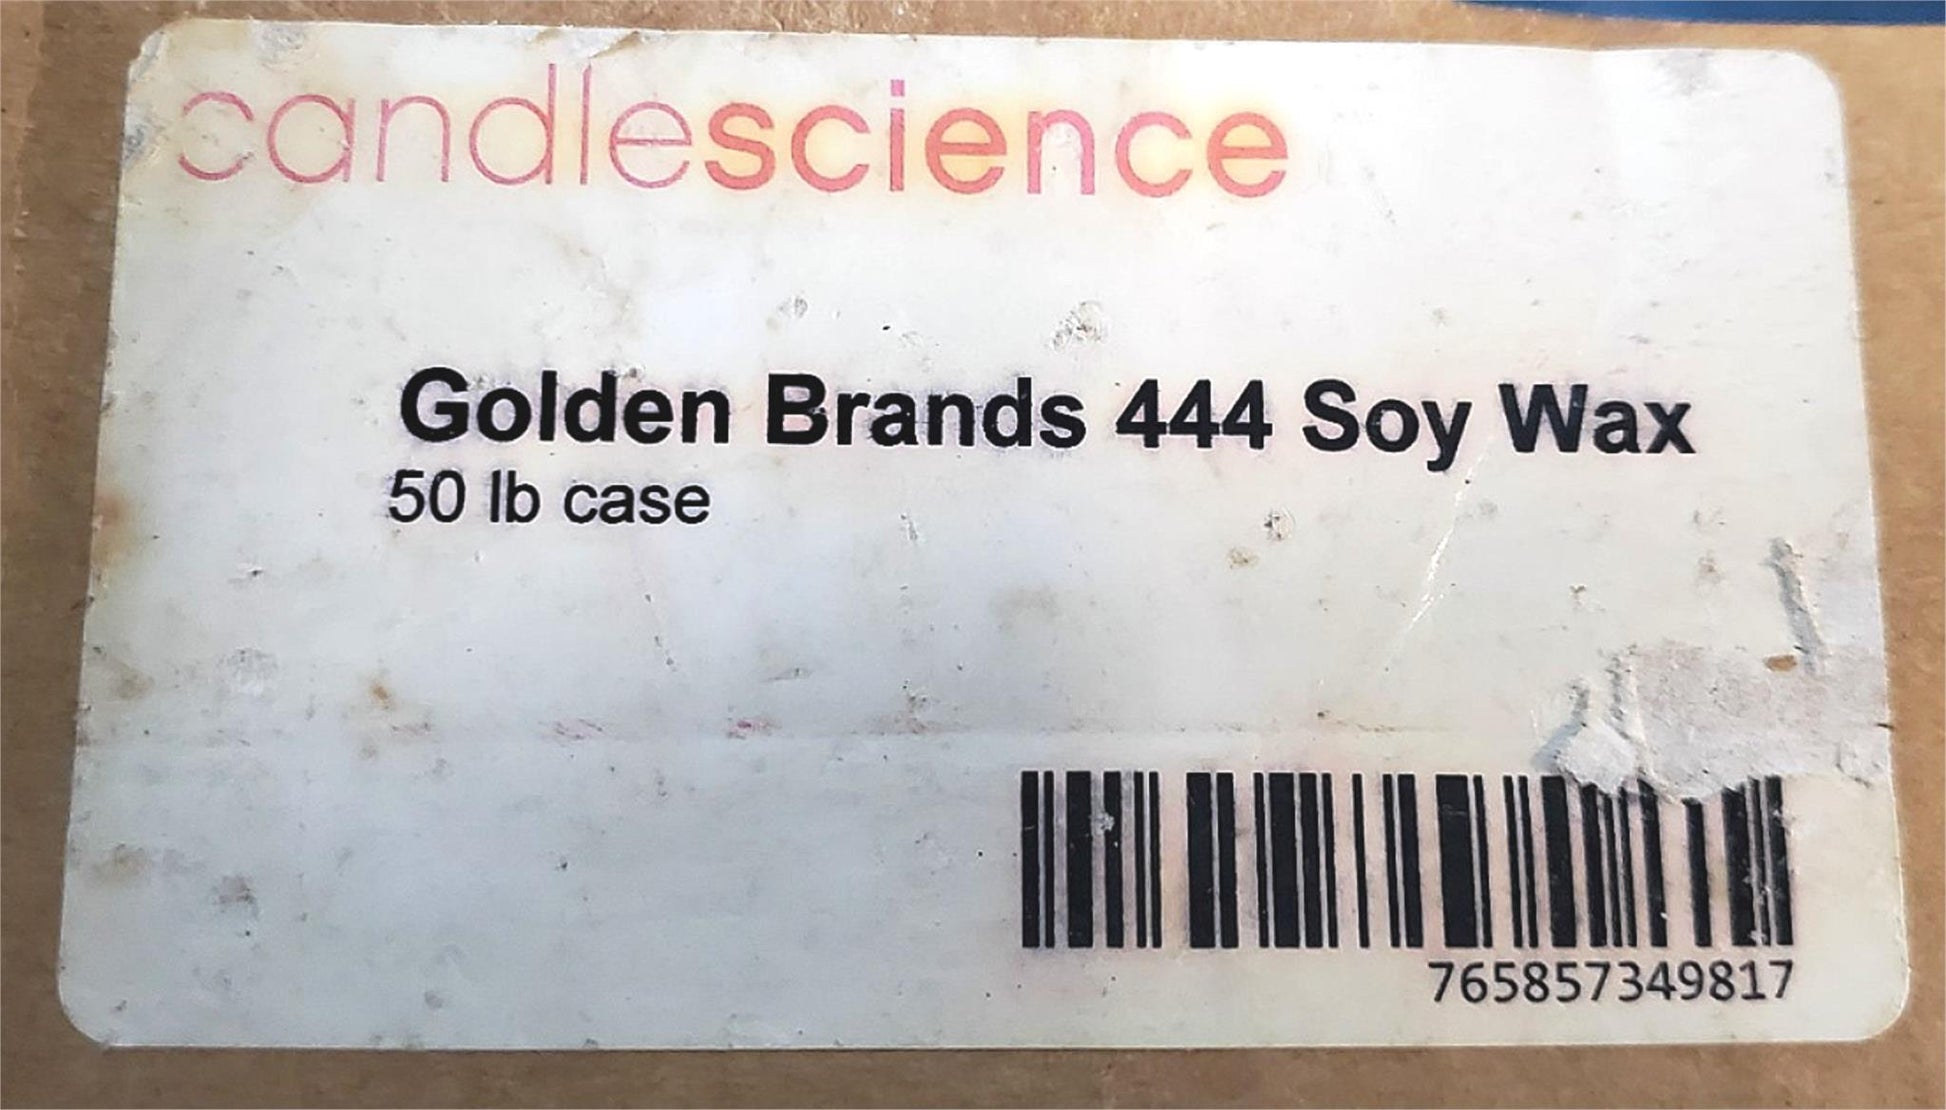 candlescience
Golden Brands 444 Soy Wax
50 lb case
765857349817